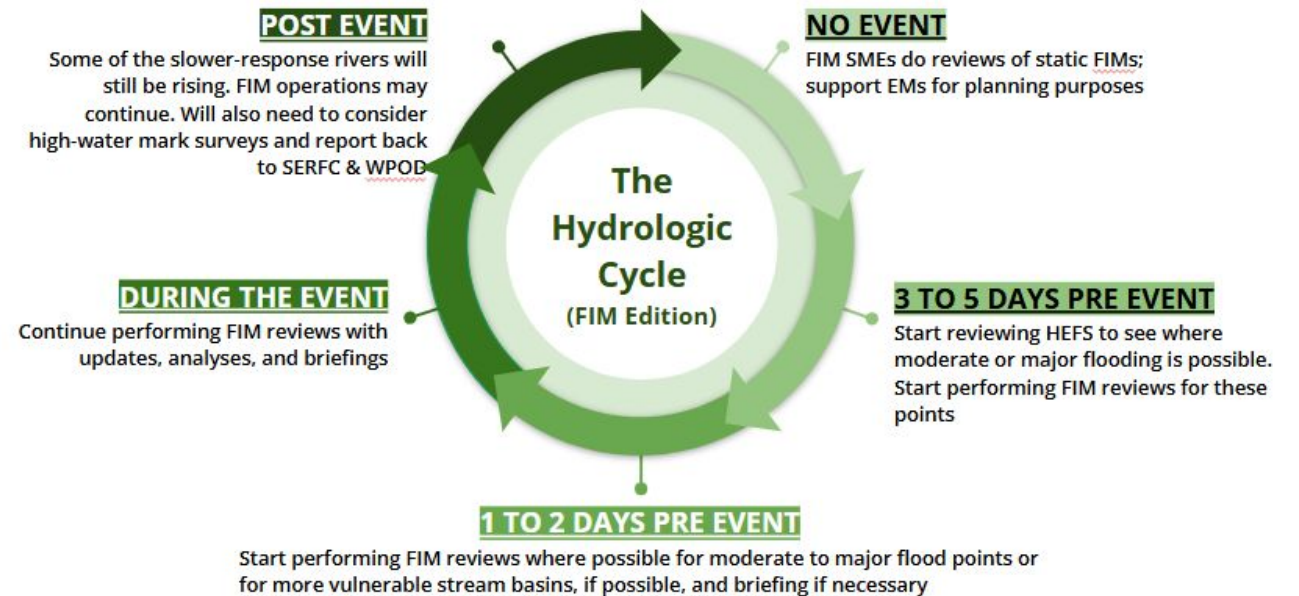 POST EVENT
Some of the slower-response rivers will
still be rising. FIM operations may
continue. Will also need to consider
high-water mark surveys and report back
to SERFC & WPOD
NO EVENT
FIM SMEs do reviews of static FIMs;
support EMs for planning purposes
The
Hydrologic
Cycle
(FIM Edition)
DURING THE EVENT
Continue performing FIM reviews with
updates, analyses, and briefings
3 TO 5 DAYS PRE EVENT
Start reviewing HEFS to see where
moderate or major flooding is possible.
Start performing FIM reviews for these
points
1 TO 2 DAYS PRE EVENT
Start performing FIM reviews where possible for moderate to major flood points or
for more vulnerable stream basins, if possible, and briefing if necessary